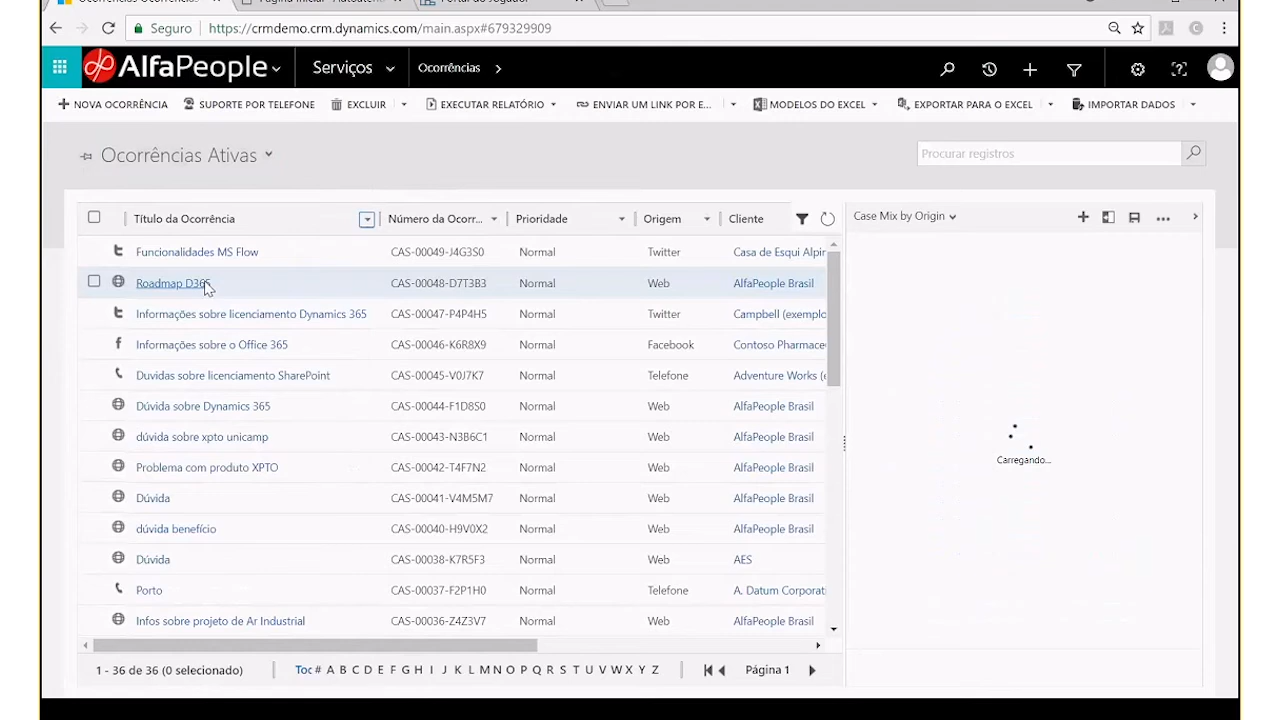 Seguro https://crmdemo.crm.dynamics.com/main.aspx#679329909
AlfaPeople Serviços Ocorrências
NOVA OCORRÊNCIA SUPORTE POR TELEFONE EXCLUIR EXECUTAR RELATÓRIO ENVIAR UM LINK POR E... MODELOS DO EXCEL EXPORTAR PARA O EXCEL IMPORTAR DADOS
Ocorrências Ativas Procurar registros
Título da Ocorrência Número da Ocorr... Prioridade Origem Cliente Case Mix by Origin
Funcionalidades MS Flow CAS-00049-J4G3S0 Normal Twitter Casa de Esqui Alpin
Roadmap D365 CAS-00048-D7T3B3 Normal Web AlfaPeople Brasil
Informações sobre licenciamento Dynamics 365 CAS-00047-P4P4H5 Normal Twitter Campbell (exemplo
Informações sobre o Office 365 CAS-00046-K6R8X9 Normal Facebook Contoso Pharmace
Duvidas sobre licenciamento SharePoint CAS-00045-V0J7K7 Normal Telefone Adventure Works (e
Dúvida sobre Dynamics 365 CAS-00044-F1D8S0 Normal Web AlfaPeople Brasil
dúvida sobre xpto unicamp CAS-00043-N3B6C1 Normal Web AlfaPeople Brasil
Carregando...
Problema com produto XPTO CAS-00042-T4F7N2 Normal Web AlfaPeople Brasil
Dúvida CAS-00041-V4M5M7 Normal Web AlfaPeople Brasil
dúvida benefício CAS-00040-H9V0X2 Normal Web AlfaPeople Brasil
Dúvida CAS-00038-K7R5F3 Normal Web AES
Porto CAS-00037-F2P1H0 Normal Telefone A. Datum Corporat
Infos sobre projeto de Ar Industrial CAS-00036-Z4Z3V7 Normal Web AlfaPeople Brasil
1 - 36 de 36 (0 selecionado) Toc # A B C D E F G H I J K L M N O P Q R S T U V W X Y Z Página 1